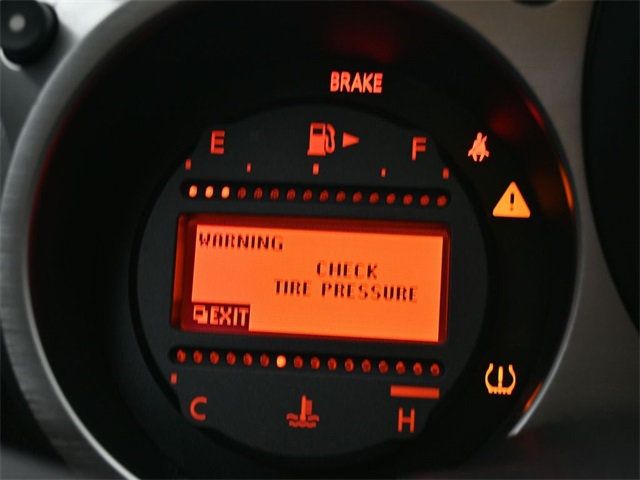 BRAKE
E F
WARNING
CHECK
TIRE PRESSURE
EXIT
C H